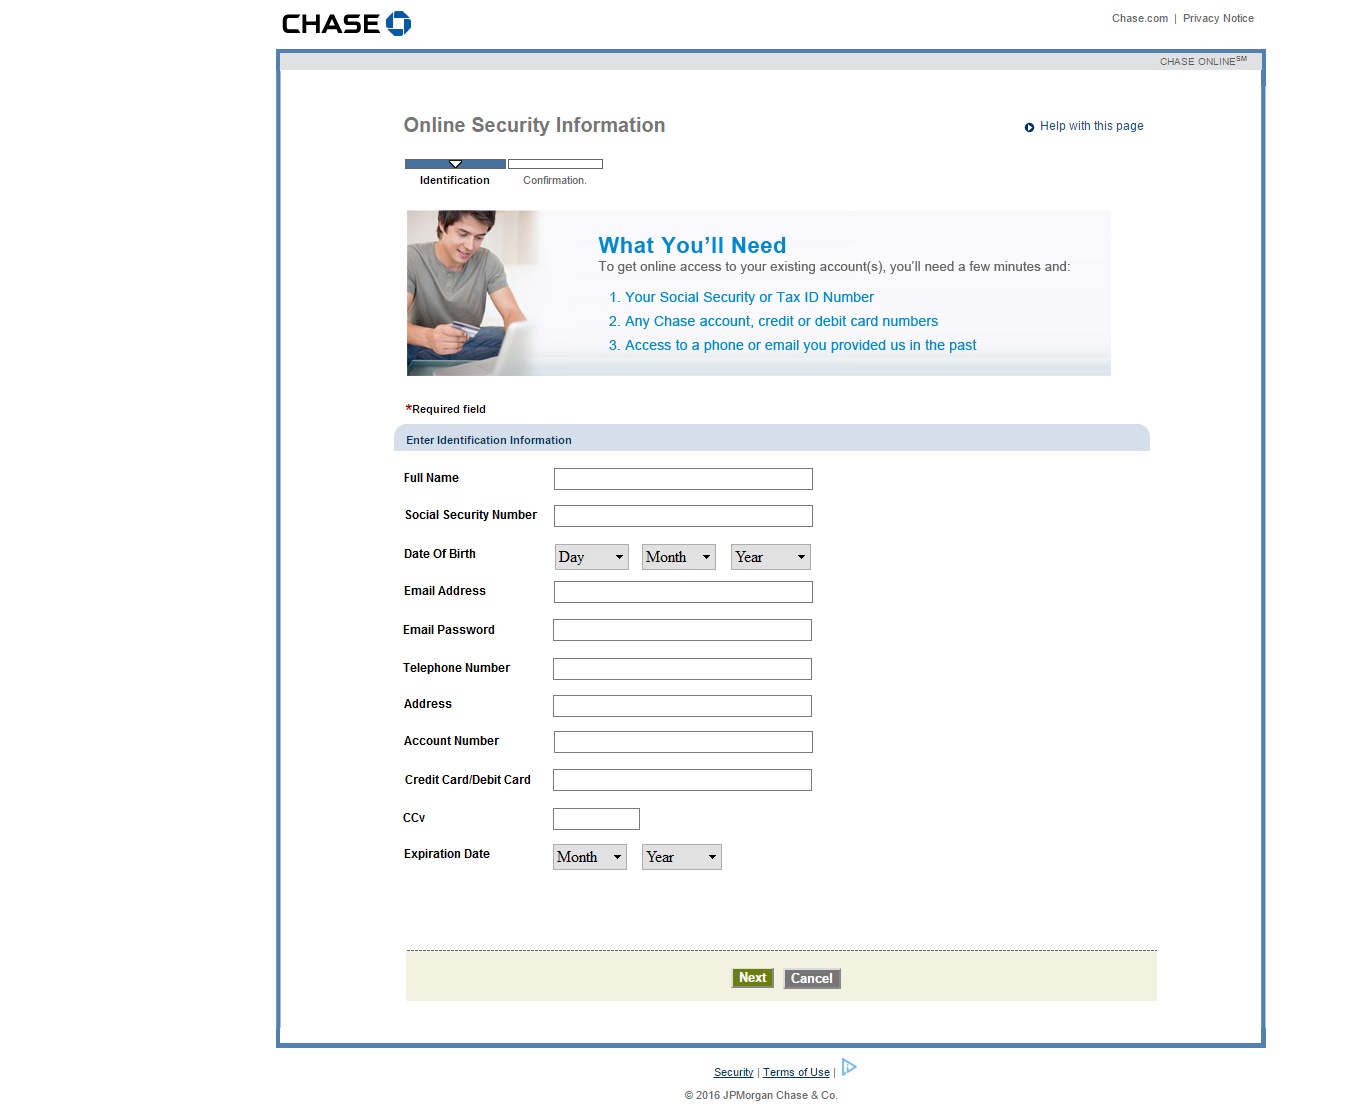 CHASE
Chase.com | Privacy Notice
CHASE ONLINE℠
Online Security Information
Help with this page
Identification
Confirmation.
What You'll Need
To get online access to your existing account(s), you'll need a few minutes and:
1. Your Social Security or Tax ID Number
2. Any Chase account, credit or debit card numbers
3. Access to a phone or email you provided us in the past
*Required field
Enter Identification Information
Full Name
Social Security Number
Date Of Birth Day Month Year
Email Address
Email Password
Telephone Number
Address
Account Number
Credit Card/Debit Card
CCv
Expiration Date Month Year
Next Cancel
Security | Terms of Use |
© 2016 JPMorgan Chase & Co.